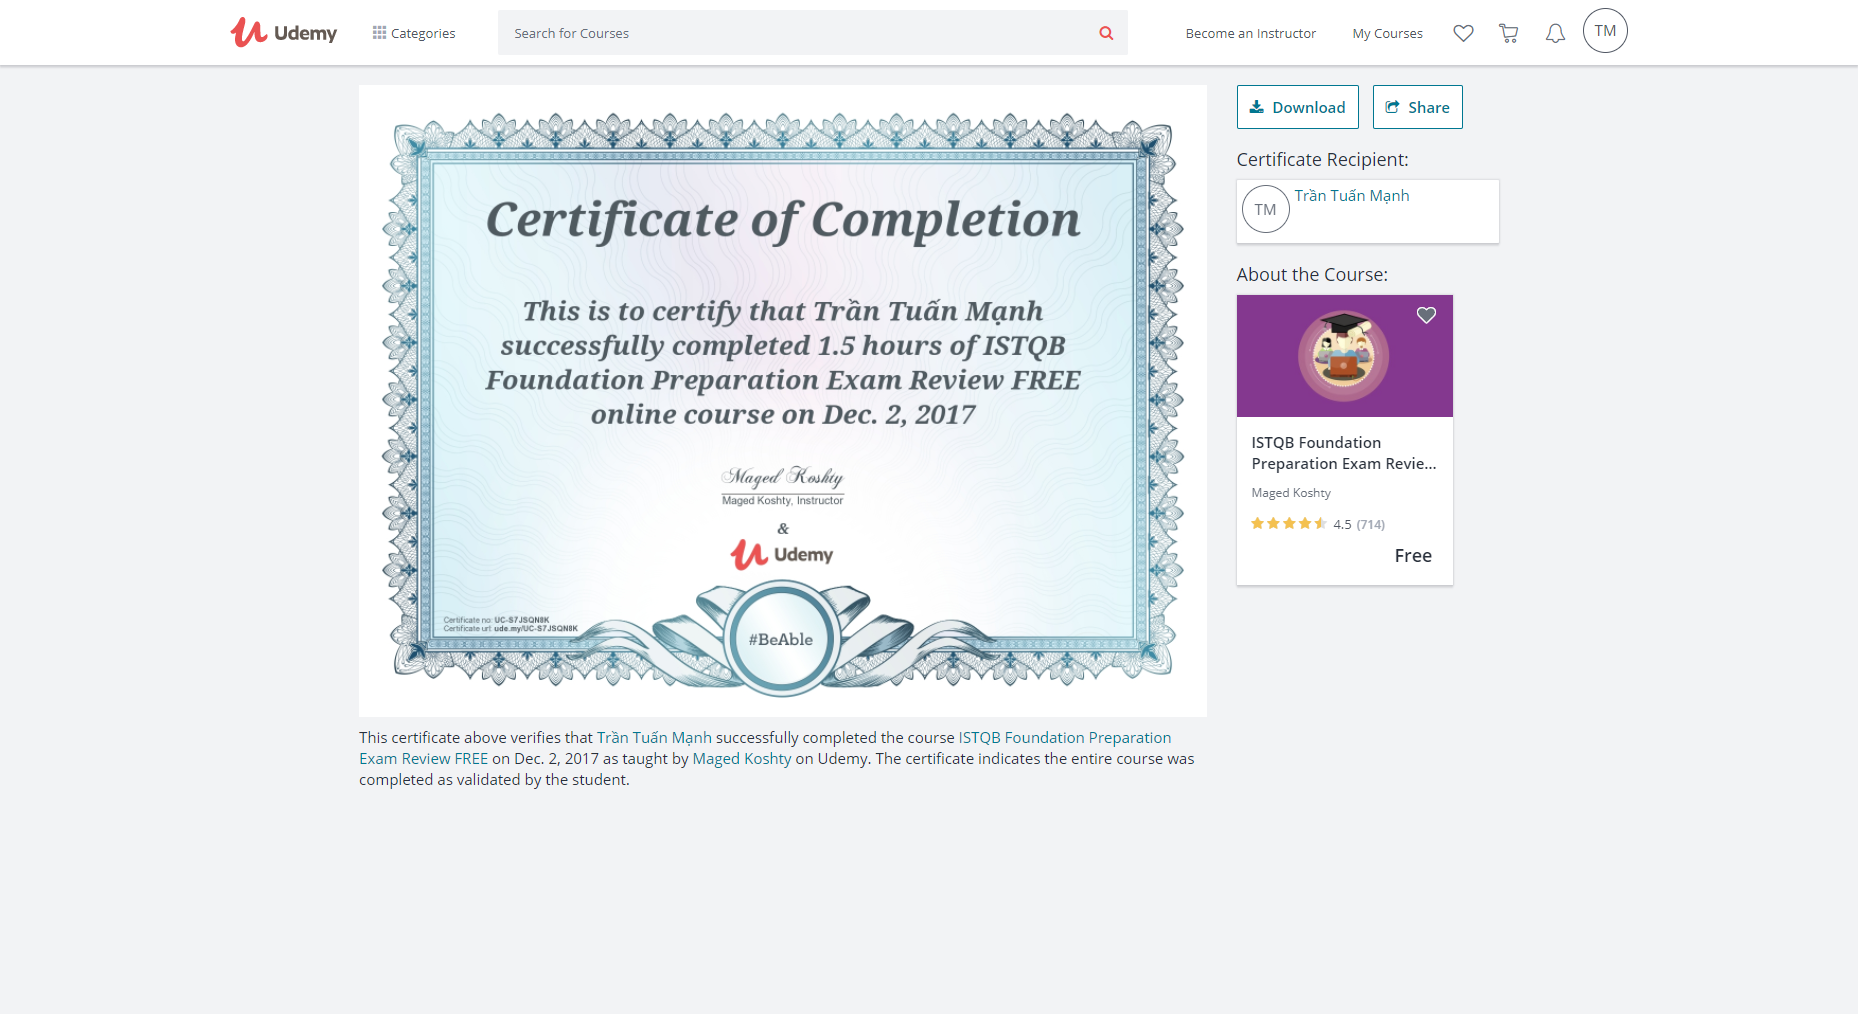 Udemy
Categories
Search for Courses
Become an Instructor
My Courses
TM
Certificate of Completion
This is to certify that Trần Tuấn Mạnh
successfully completed 1.5 hours of ISTQB
Foundation Preparation Exam Review FREE
online course on Dec. 2, 2017
Maged Koshty
Maged Koshty, Instructor
&
Udemy
Certificate no: UC-S7JSQN8K
Certificate url: ude.my/UC-S7JSQN8K
#BeAble
This certificate above verifies that Trần Tuấn Mạnh successfully completed the course ISTQB Foundation Preparation
Exam Review FREE on Dec. 2, 2017 as taught by Maged Koshty on Udemy. The certificate indicates the entire course was
completed as validated by the student.
Download
Share
Certificate Recipient:
TM
Trần Tuấn Mạnh
About the Course:
ISTQB Foundation
Preparation Exam Revie...
Maged Koshty
4.5 (714)
Free